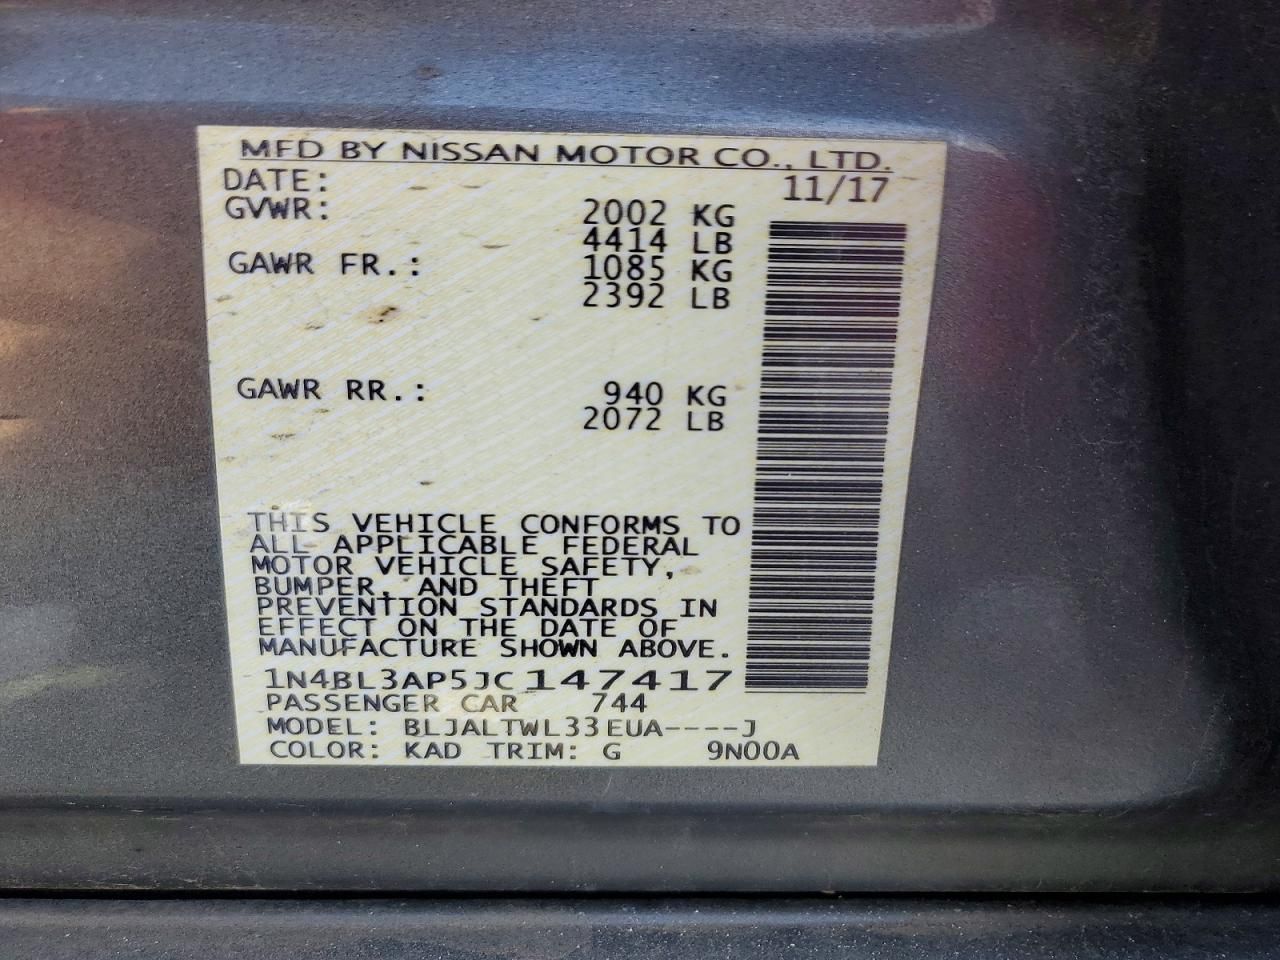 MFD BY NISSAN MOTOR CO., LTD.
DATE: 11/17
GVWR: 2002 KG
4414 LB
GAWR FR.: 1085 KG
2392 LB
GAWR RR.: 940 KG
2072 LB
THIS VEHICLE CONFORMS TO
ALL APPLICABLE FEDERAL
MOTOR VEHICLE SAFETY,
BUMPER, AND THEFT
PREVENTION STANDARDS IN
EFFECT ON THE DATE OF
MANUFACTURE SHOWN ABOVE.
1N4BL3AP5JC147417
PASSENGER CAR 744
MODEL: BLJALTWL33EUA----J
COLOR: KAD TRIM: G 9N00A